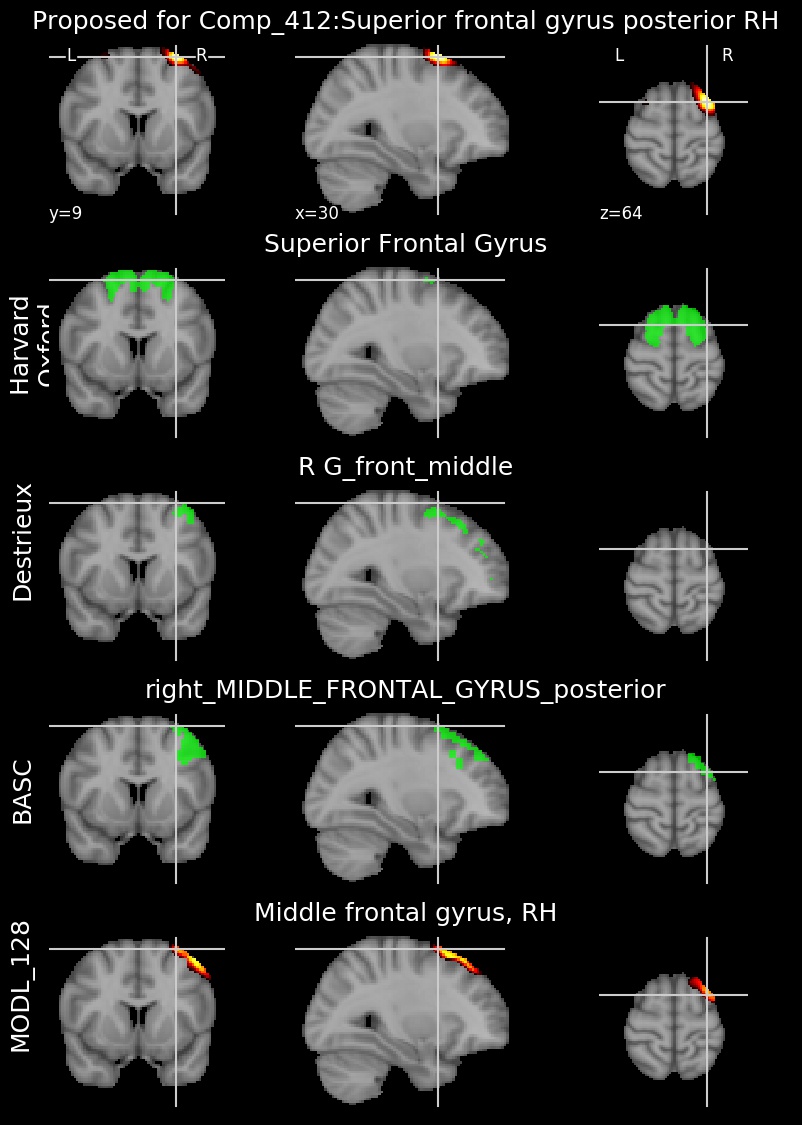 Proposed for Comp_412:Superior frontal gyrus posterior RH
L R L R
y=9 x=30 z=64
Superior Frontal Gyrus
Harvard
Oxford
R G_front_middle
Destrieux
right_MIDDLE_FRONTAL_GYRUS_posterior
BASC
Middle frontal gyrus, RH
MODL_128